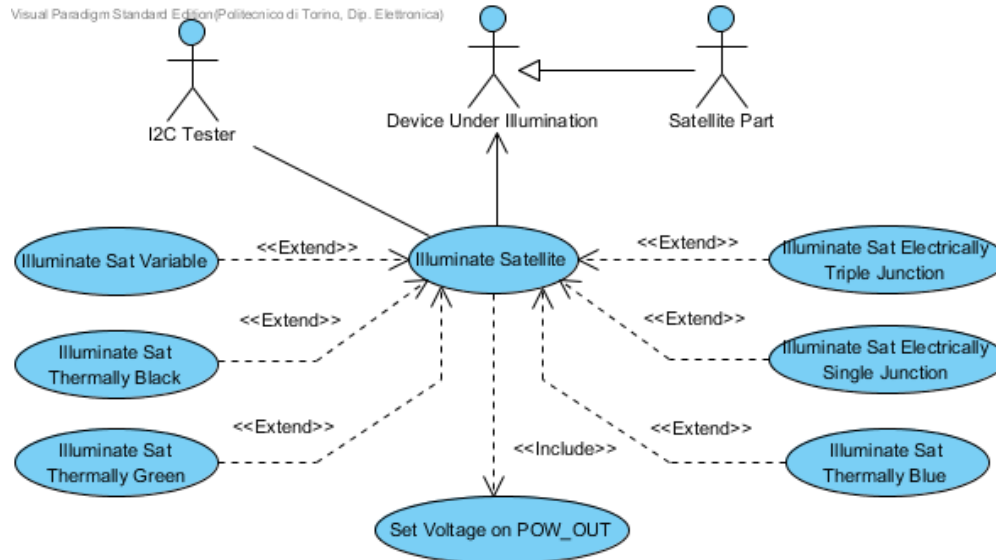 Visual Paradigm Standard Edition(Politecnico di Torino, Dip. Elettronica)
I2C Tester
Device Under Illumination
Satellite Part
<<Extend>>
<<Extend>>
Illuminate Sat Variable
Illuminate Satellite
Illuminate Sat Electrically
Triple Junction
<<Extend>>
<<Extend>>
Illuminate Sat
Thermally Black
Illuminate Sat Electrically
Single Junction
<<Extend>>
<<Extend>>
<<Include>>
Illuminate Sat
Thermally Green
Illuminate Sat
Thermally Blue
Set Voltage on POW_OUT